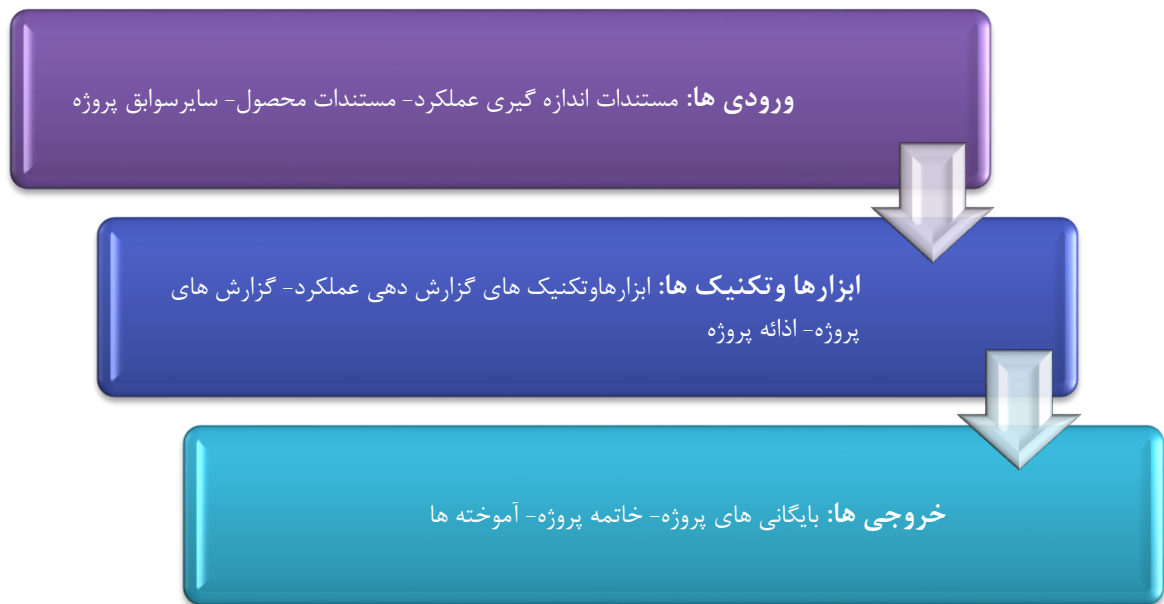 ورودی ها: مستندات اندازه گیری عملکرد- مستندات محصول- سایرسوابق پروژه
ابزارها وتکنیک ها: ابزارهاوتکنیک های گزارش دهی عملکرد- گزارش های
پروژه- اذائه پروژه
خروجی ها: بایگانی های پروژه- خاتمه پروژه- آموخته ها